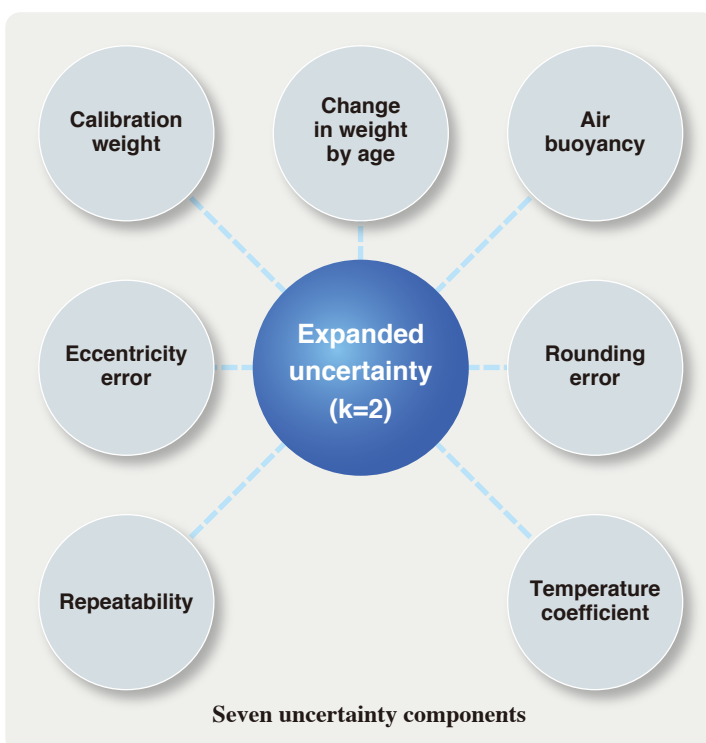 Calibration
weight
Change
in weight
by age
Air
buoyancy
Eccentricity
error
Expanded
uncertainty
(k=2)
Rounding
error
Repeatability
Temperature
coefficient
Seven uncertainty components